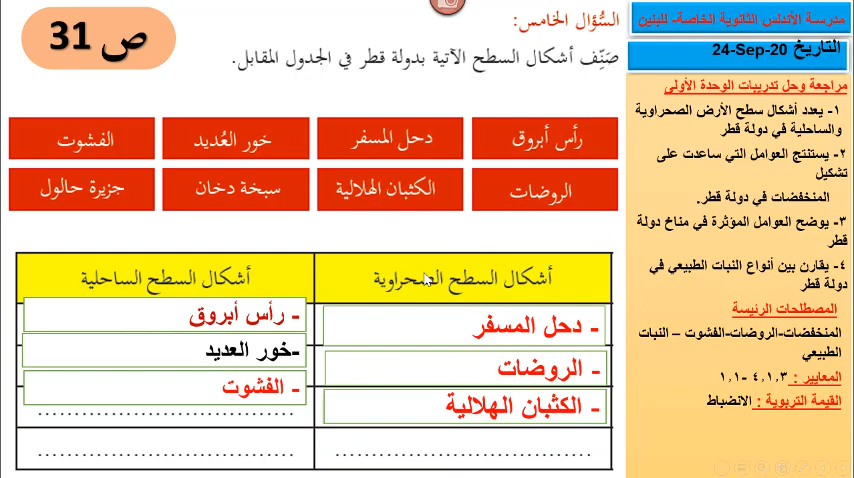 مدرسة الأندلس الثانوية الخاصة- للبنين
التاريخ 20-Sep-24
مراجعة وحل تدريبات الوحدة الأولى
١- يعدد أشكال سطح الأرض الصحراوية
والساحلية في دولة قطر
٢- يستنتج العوامل التي ساعدت على
تشكيل
المنخفضات في دولة قطر.
٣- يوضح العوامل المؤثرة في مناخ دولة
قطر
٤- يقارن بين أنواع النبات الطبيعي في
دولة قطر
المصطلحات الرئيسة
المنخفضات-الروضات-الفشوت – النبات
الطبيعي
المعايير : ٤,١,٣ -١,١
القيمة التربوية : الانضباط
ص 31
السُّؤال الخامس:
صَنِّف أشكال السطح الآتية بدولة قطر في الجدول المقابل.
رأس أبروق
دحل المسفر
خور العُديد
الفشوت
الروضات
الكثبان الهلالية
سبخة دخان
جزيرة حالول
أشكال السطح الصحراوية
أشكال السطح الساحلية
- دحل المسفر
- رأس أبروق
- الروضات
-خور العديد
- الكثبان الهلالية
- الفشوت